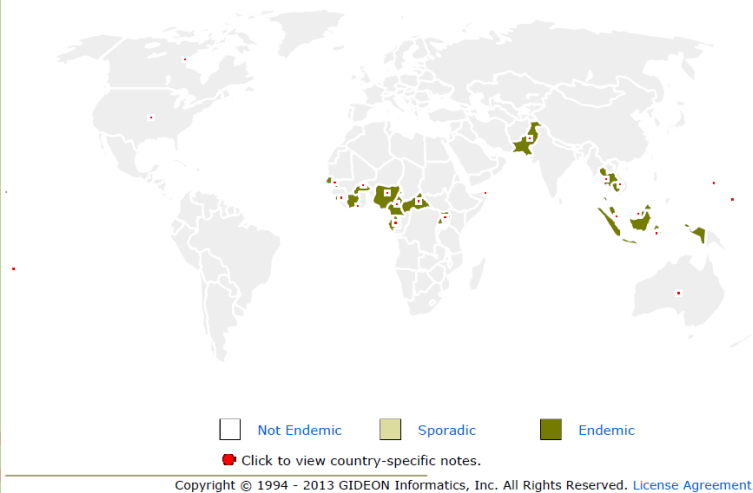 Not Endemic Sporadic Endemic
Click to view country-specific notes.
Copyright © 1994 - 2013 GIDEON Informatics, Inc. All Rights Reserved. License Agreement